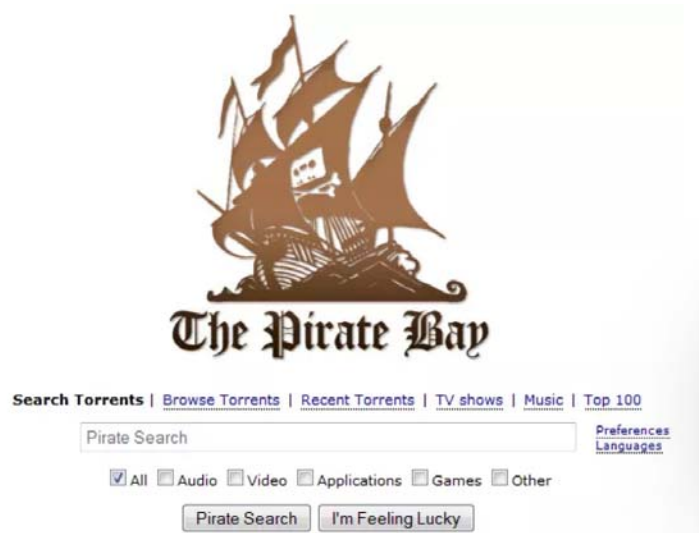 The Pirate Bay
Search Torrents | Browse Torrents | Recent Torrents | TV shows | Music | Top 100
Pirate Search
Preferences
Languages
All Audio Video Applications Games Other
Pirate Search I'm Feeling Lucky